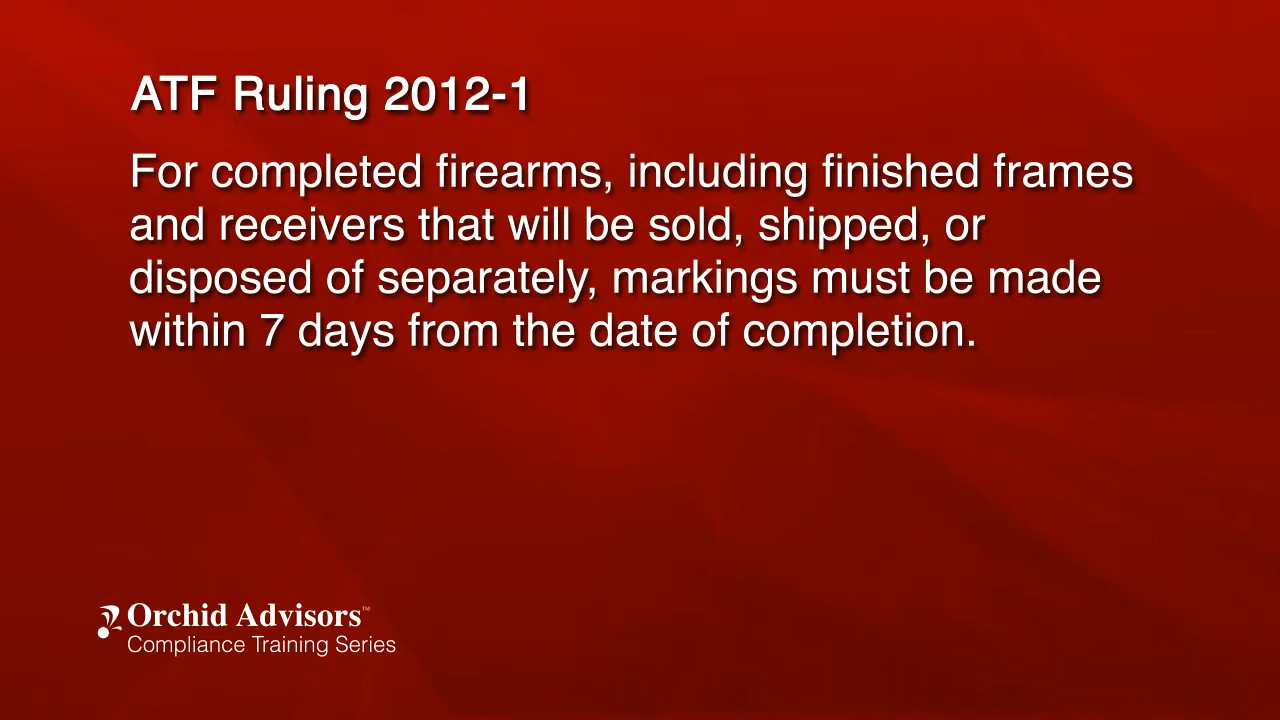 ATF Ruling 2012-1
For completed firearms, including finished frames
and receivers that will be sold, shipped, or
disposed of separately, markings must be made
within 7 days from the date of completion.
Orchid Advisors™
Compliance Training Series